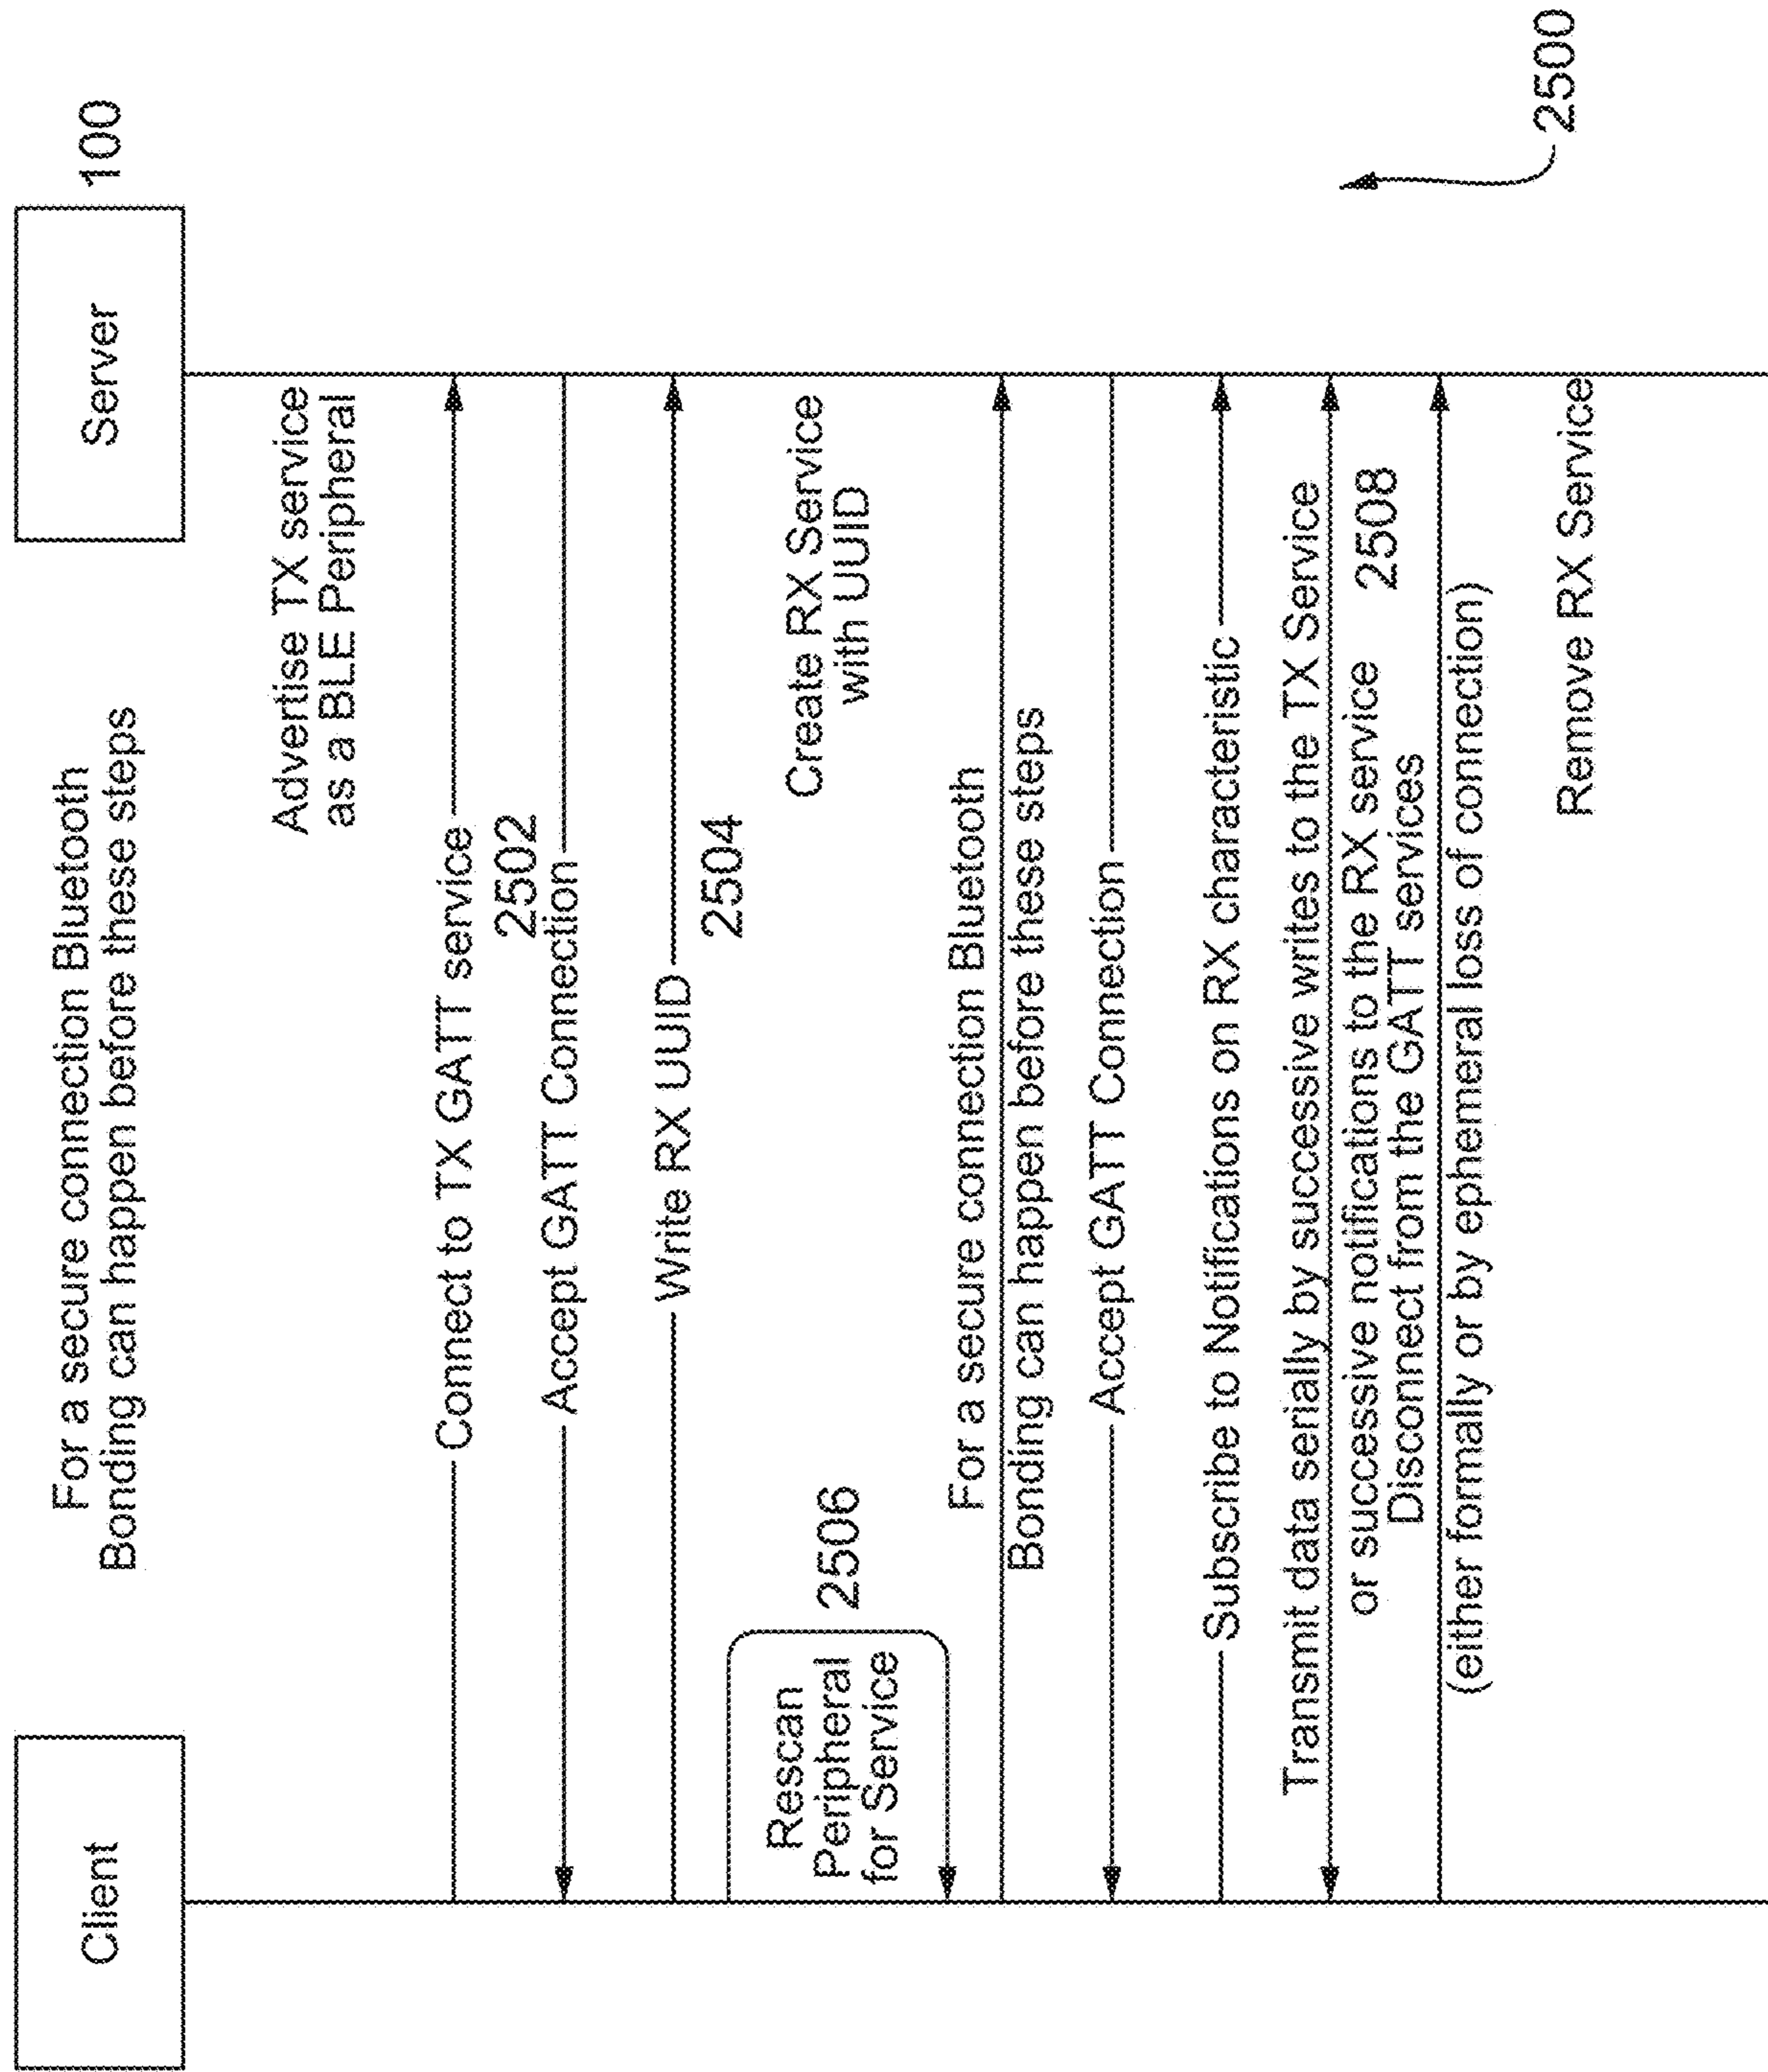 Client
Server
100
For a secure connection Bluetooth
Bonding can happen before these steps
Advertise TX service
as a BLE Peripheral
Connect to TX GATT service
2502
Accept GATT Connection
Write RX UUID
2504
Rescan
Peripheral
for Service
2506
Create RX Service
with UUID
For a secure connection Bluetooth
Bonding can happen before these steps
Accept GATT Connection
Subscribe to Notifications on RX characteristic
Transmit data serially by successive writes to the TX Service
or successive notifications to the RX service
2508
Disconnect from the GATT services
(either formally or by ephemeral loss of connection)
Remove RX Service
2500